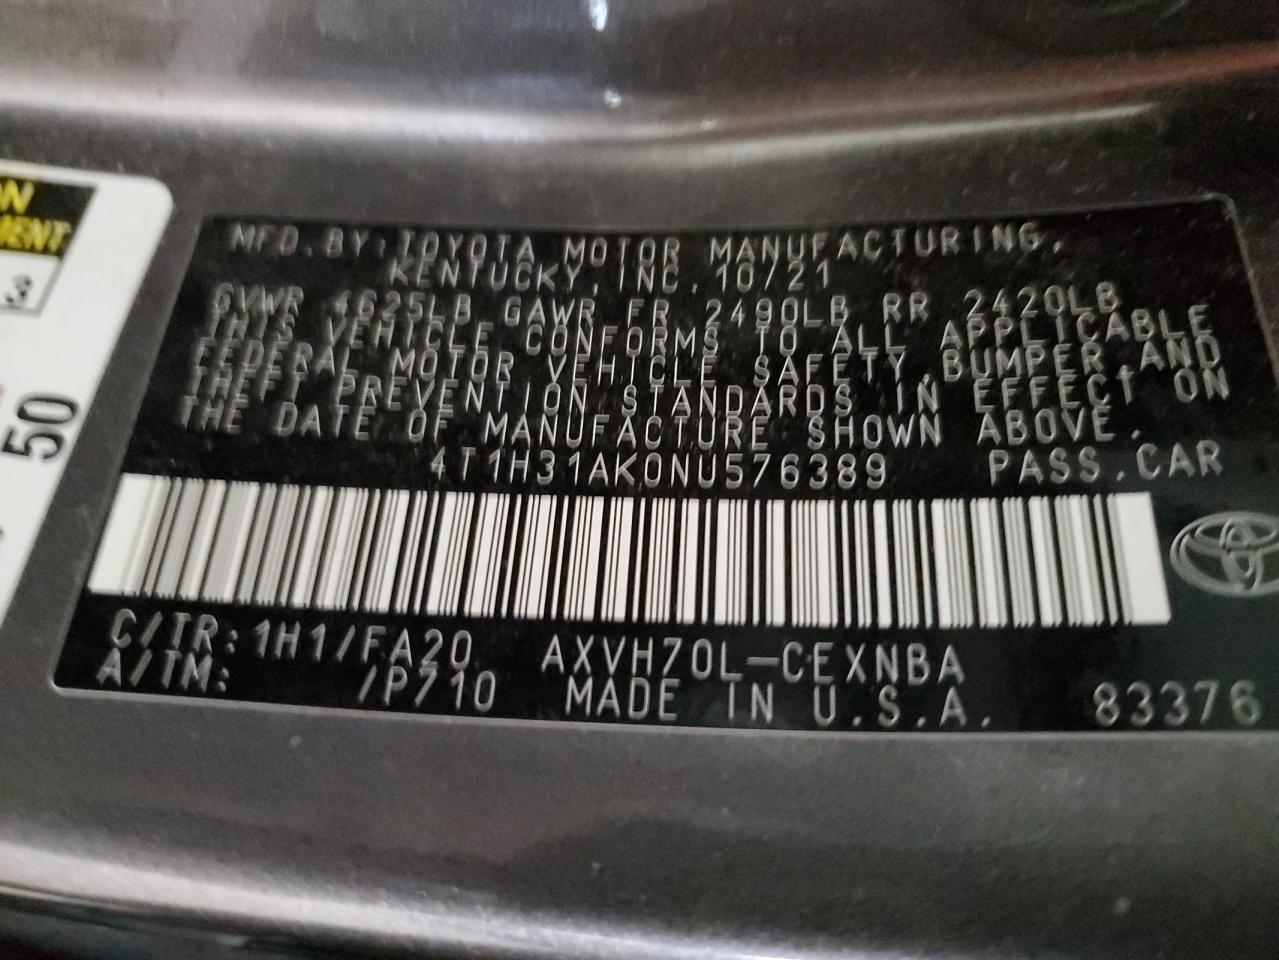 MFD.BY:TOYOTA MOTOR MANUFACTURING,
KENTUCKY,INC.10/21
GVWR 4625LB GAWR FR 2490LB RR 2420LB
THIS VEHICLE CONFORMS TO ALL APPLICABLE
FEDERAL MOTOR VEHICLE SAFETY,BUMPER,AND
THEFT PREVENTION STANDARDS IN EFFECT ON
THE DATE OF MANUFACTURE SHOWN ABOVE.
4T1H31AK0NU576389 PASS.CAR
C/TR:1H1/FA20 AXVH70L-CEXNBA
A/TM: /P710 MADE IN U.S.A. 83376
3
50